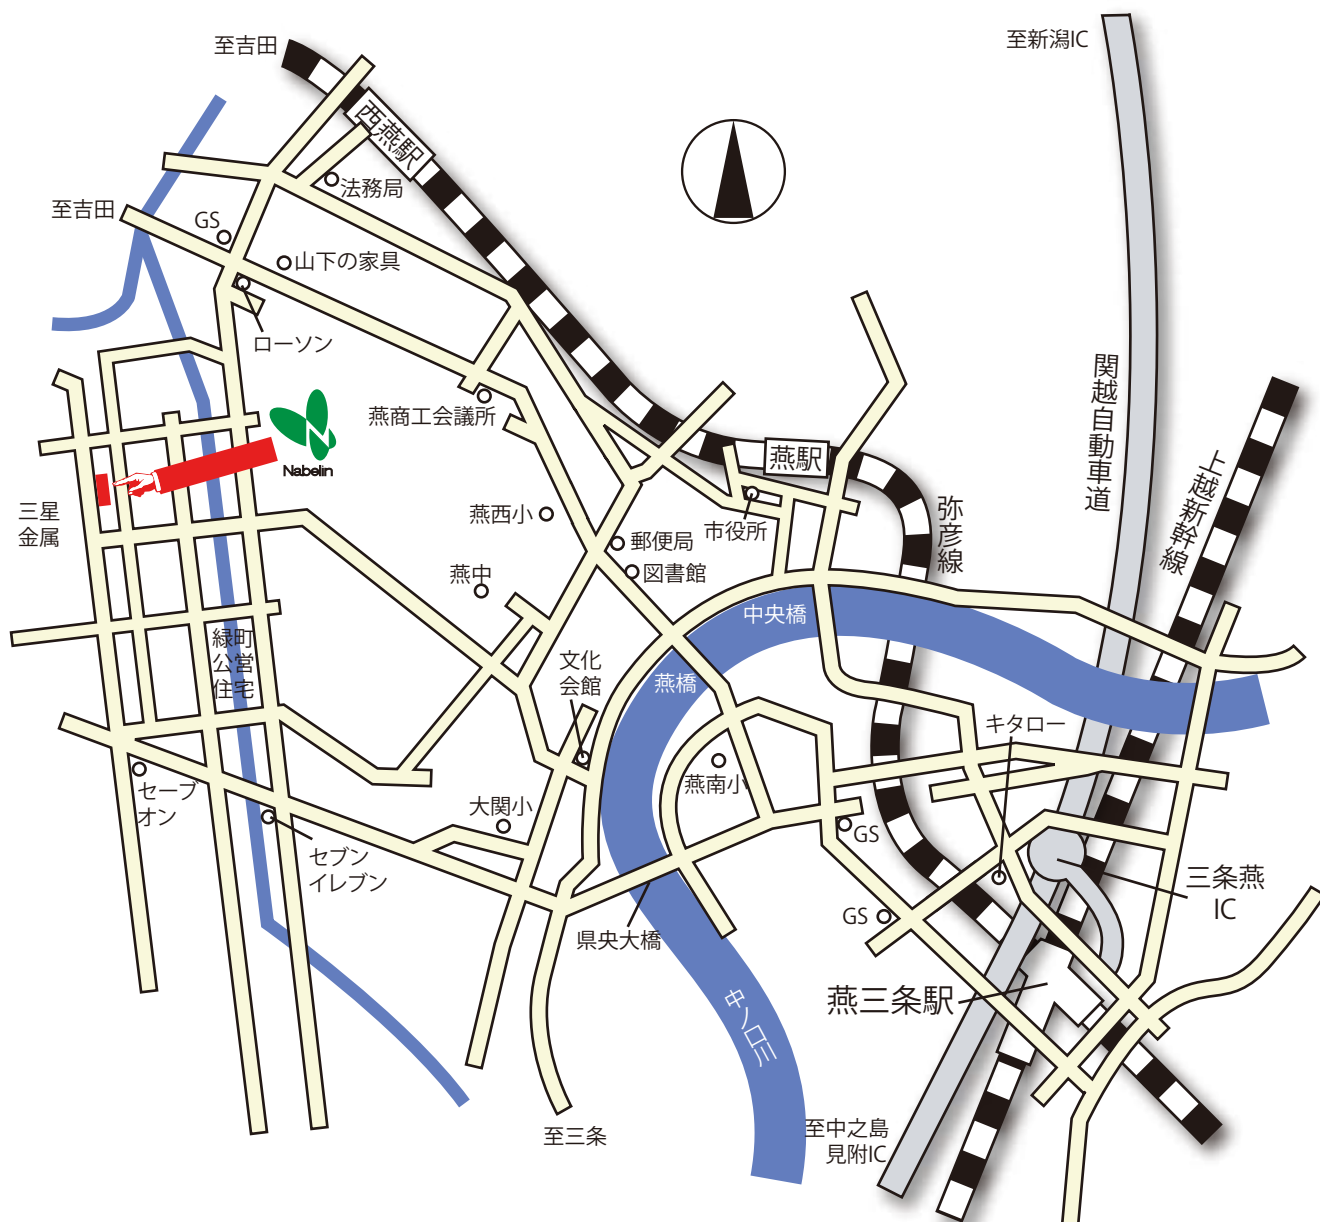 至吉田
至新潟IC
西燕駅
法務局
至吉田
GS
山下の家具
ローソン
関越自動車道
燕商工会議所
Nabelin
燕駅
上越新幹線
三星
金属
燕西小
市役所
弥彦線
郵便局
図書館
燕中
中央橋
緑町
公営
住宅
文化
会館
燕橋
キタロー
セーブ
オン
燕南小
大関小
GS
セブン
イレブン
三条燕
IC
GS
県央大橋
燕三条駅
中ノ口川
至三条
至中之島
見附IC